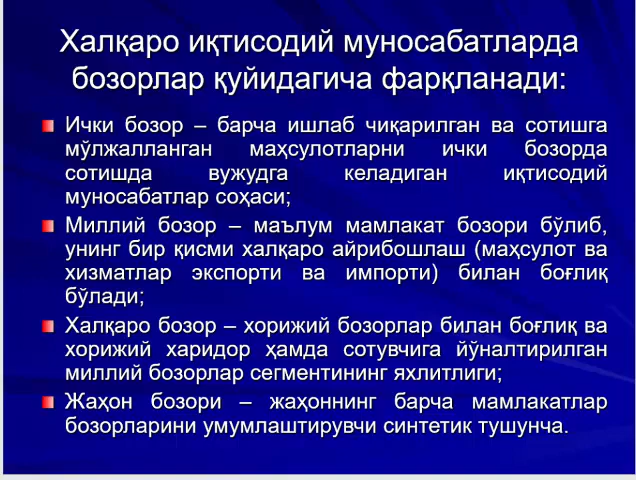 Халқаро иқтисодий муносабатларда
бозорлар қуйидагича фарқланади:
Ички бозор – барча ишлаб чиқарилган ва сотишга
мўлжалланган маҳсулотларни ички бозорда
сотишда вужудга келадиган иқтисодий
муносабатлар соҳаси;
Миллий бозор – маълум мамлакат бозори бўлиб,
унинг бир қисми халқаро айрибошлаш (маҳсулот ва
хизматлар экспорти ва импорти) билан боғлиқ
бўлади;
Халқаро бозор – хорижий бозорлар билан боғлиқ ва
хорижий харидор ҳамда сотувчига йўналтирилган
миллий бозорлар сегментининг яхлитлиги;
Жаҳон бозори – жаҳоннинг барча мамлакатлар
бозорларини умумлаштирувчи синтетик тушунча.